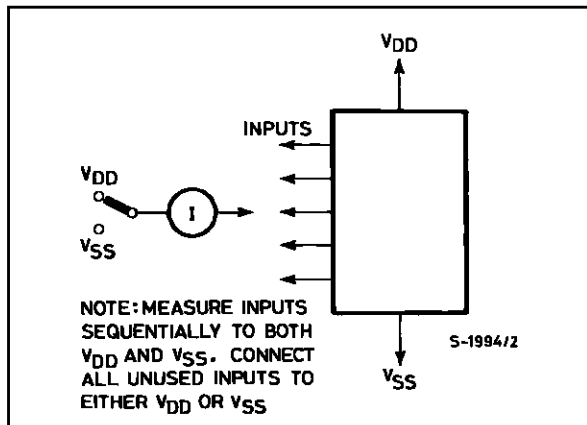 VDD
INPUTS
VDD
I
VSS
NOTE: MEASURE INPUTS
SEQUENTIALLY TO BOTH
VDD AND VSS. CONNECT
ALL UNUSED INPUTS TO
EITHER VDD OR VSS
S-1994/2
VSS